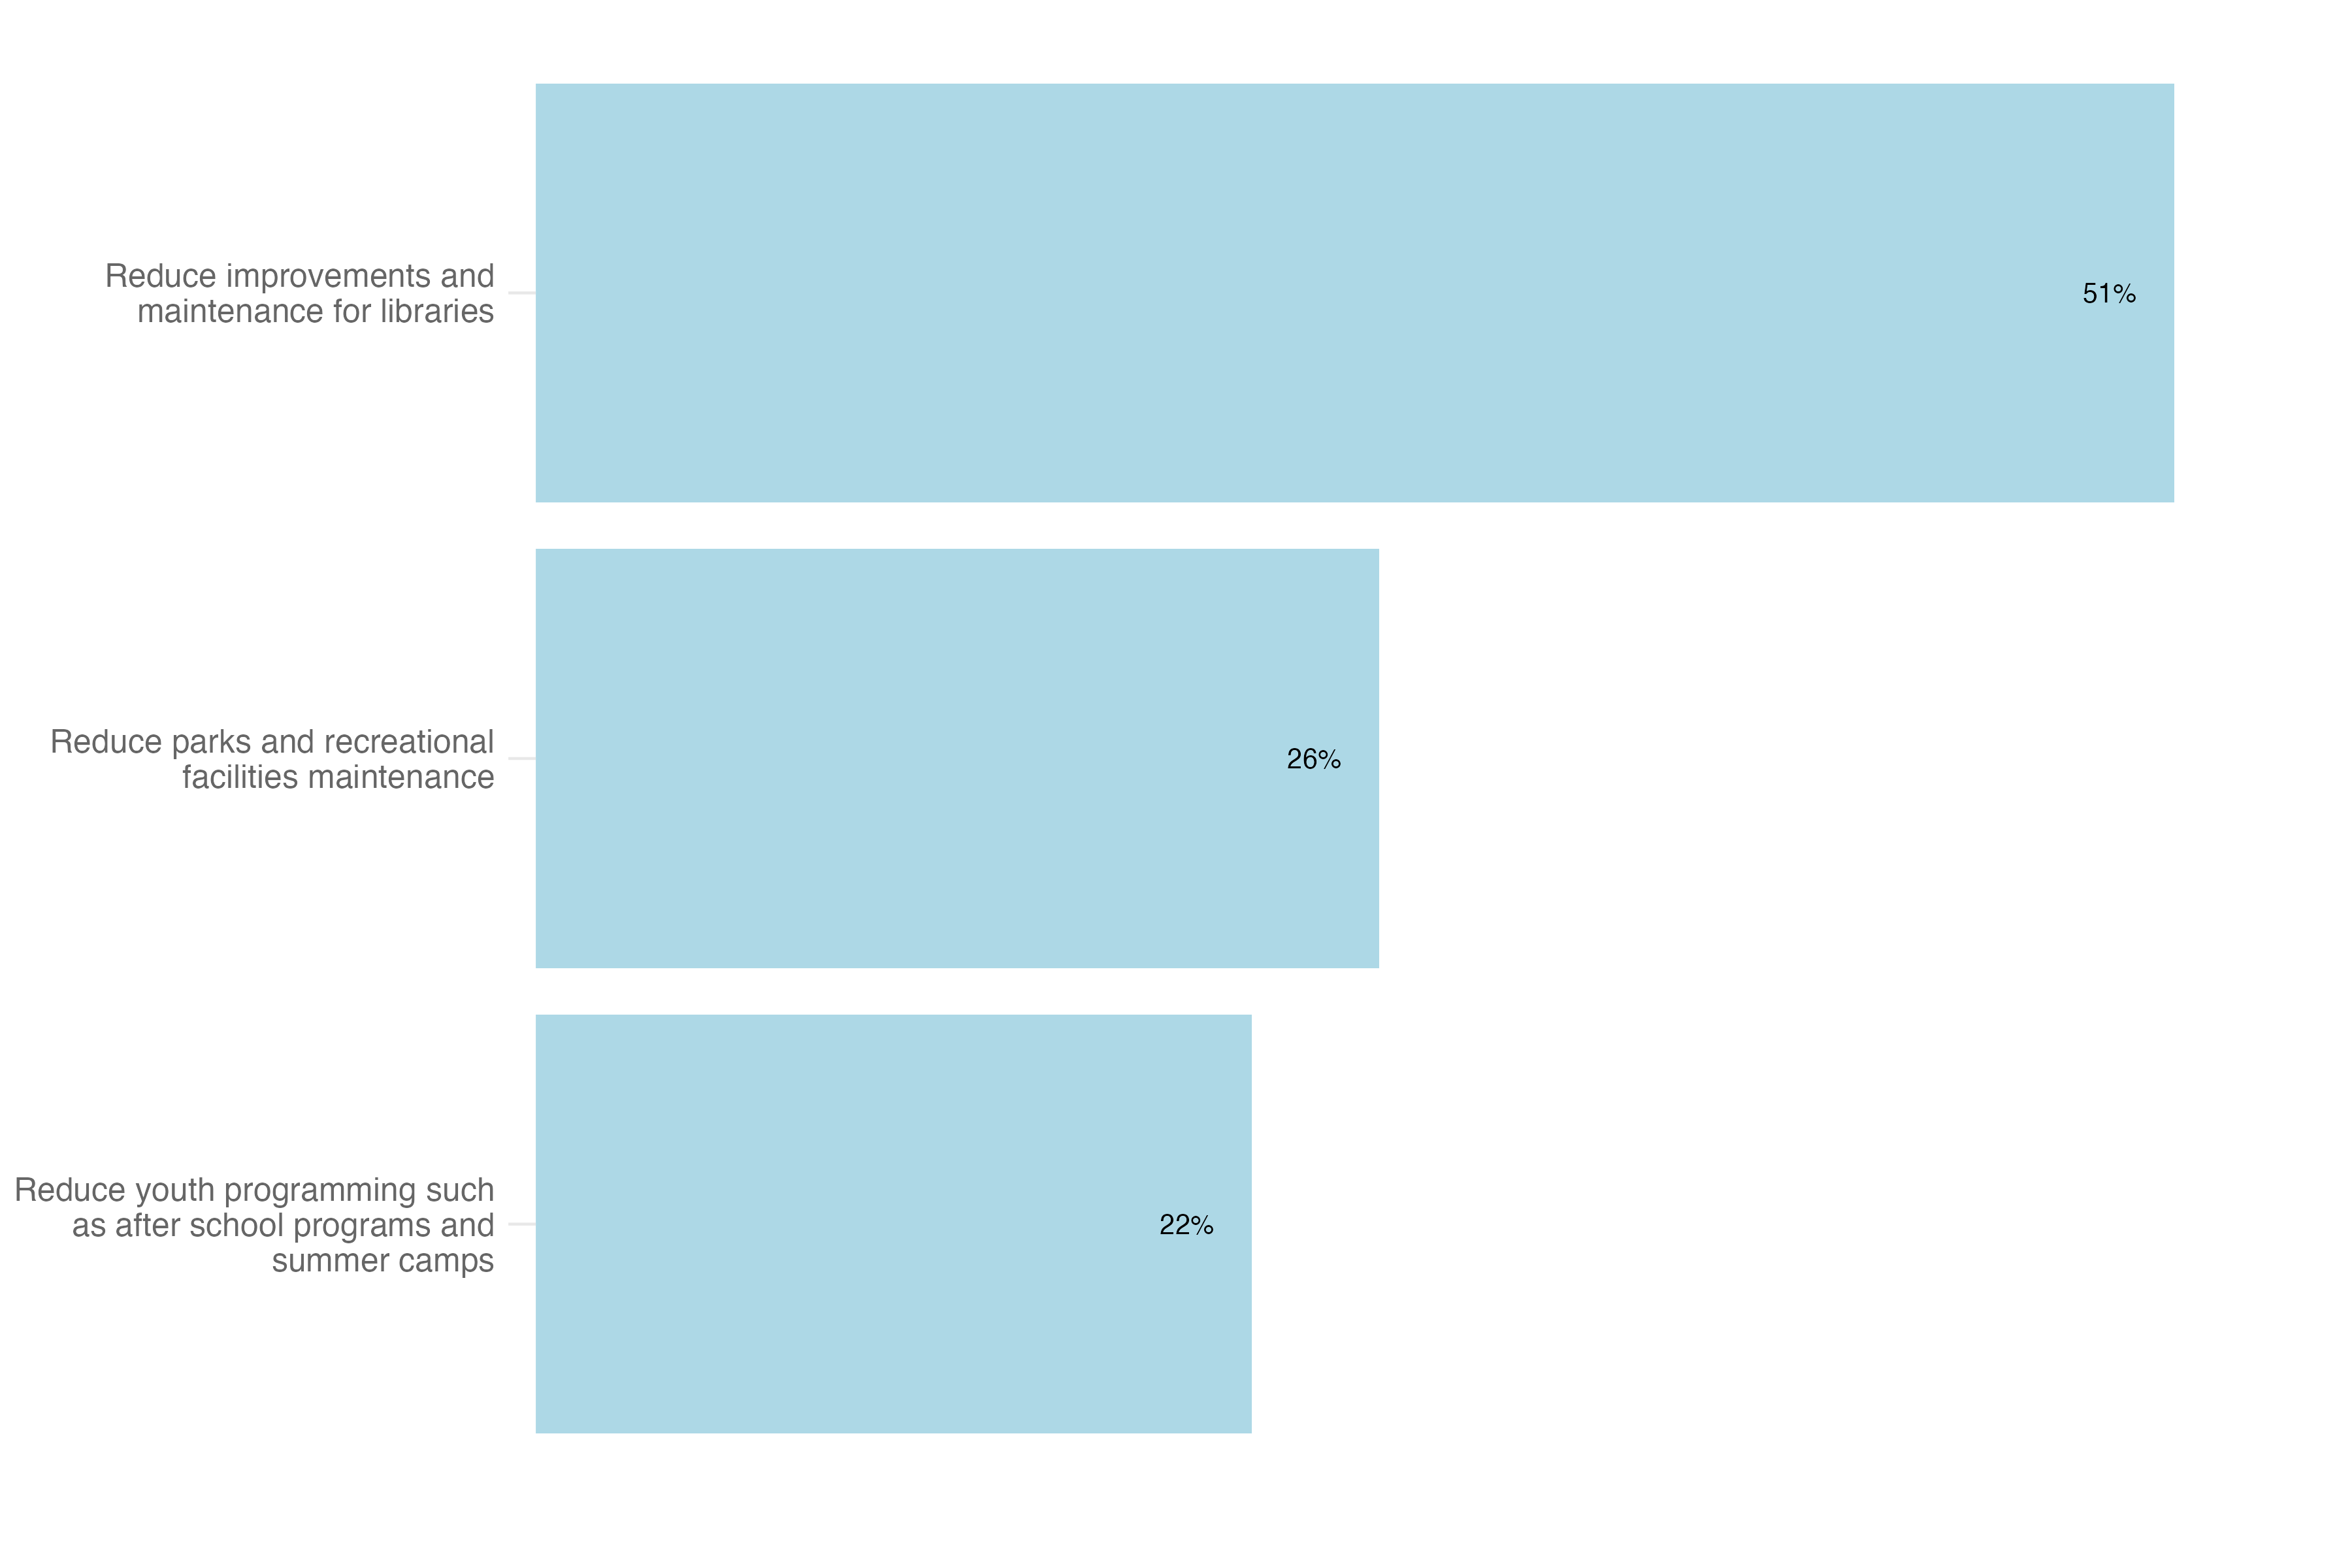 Reduce improvements and
maintenance for libraries
51%
Reduce parks and recreational
facilities maintenance
26%
Reduce youth programming such
as after school programs and
summer camps
22%